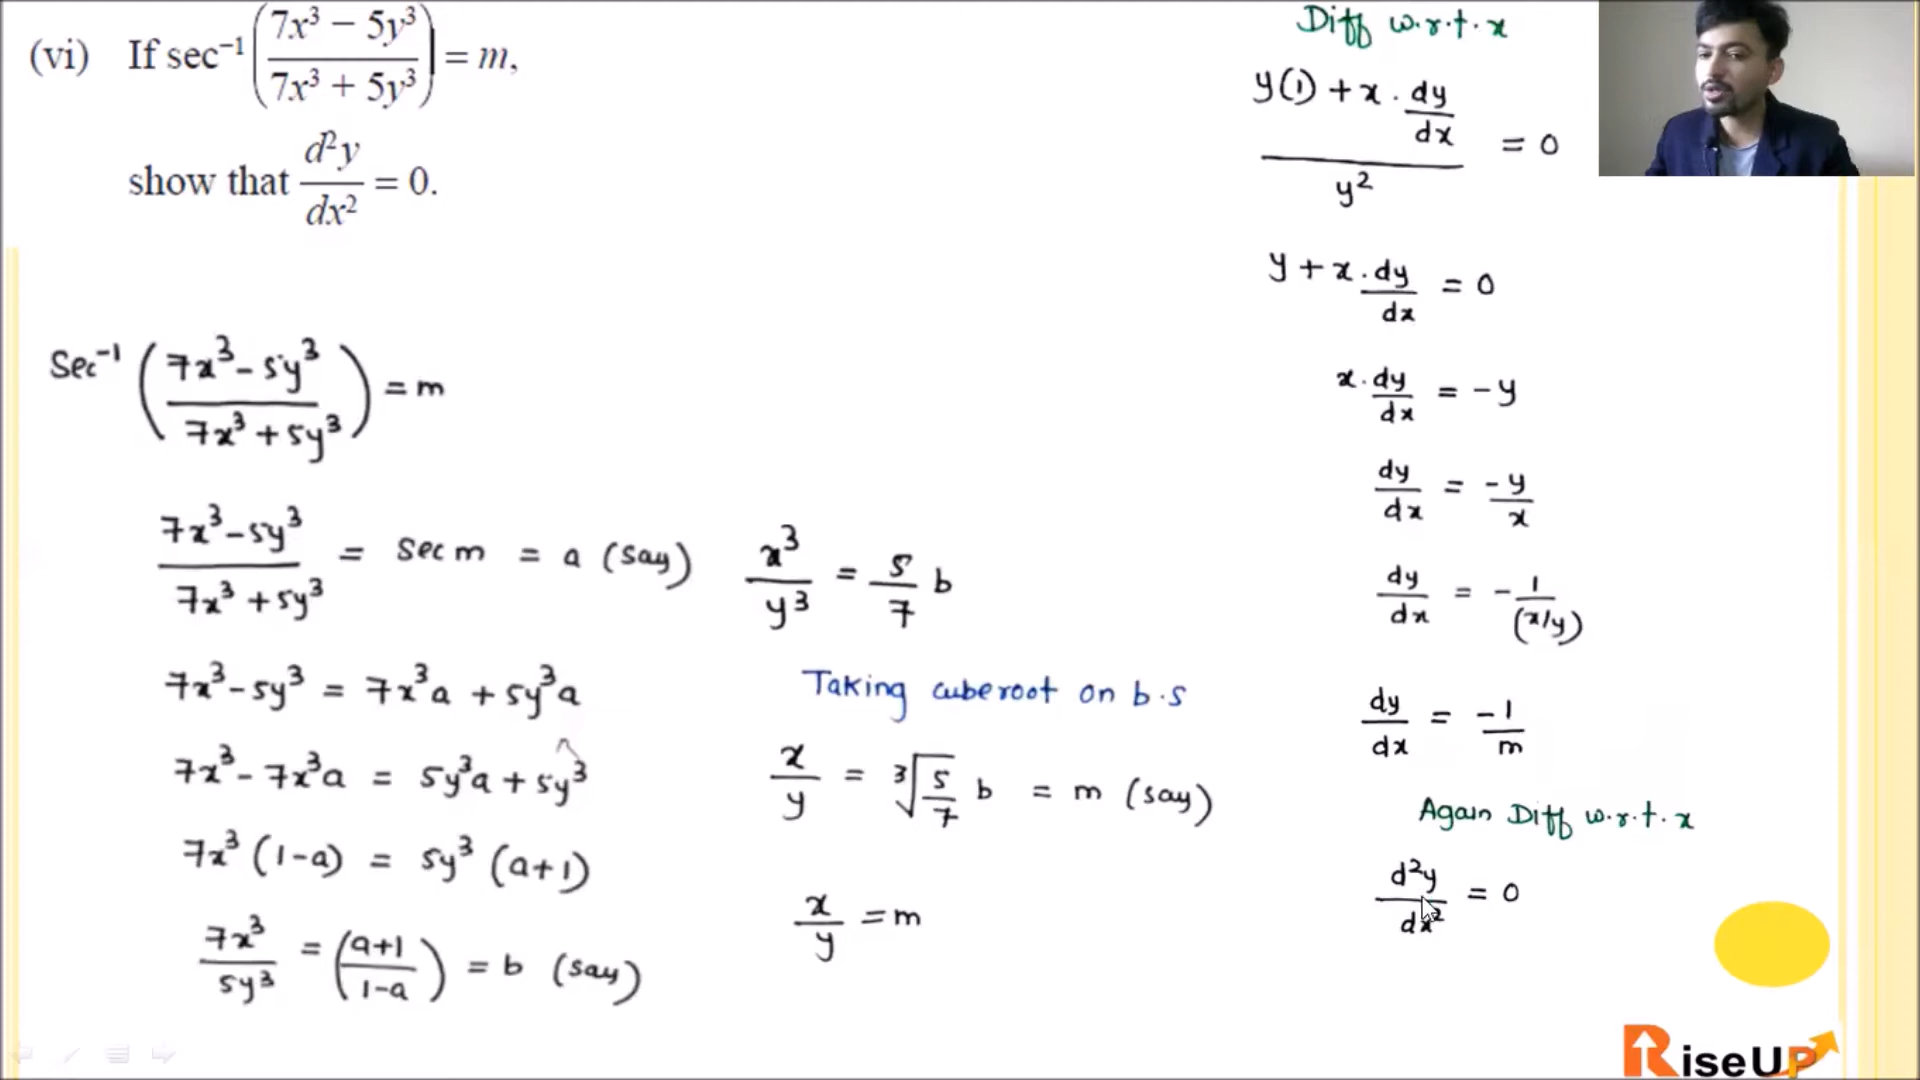 (vi) If sec⁻¹ ((7x³ − 5y³)/(7x³ + 5y³)) = m,
show that d²y/dx² = 0.
Sec⁻¹ ((7x³ - 5y³)/(7x³ + 5y³)) = m
(7x³ - 5y³)/(7x³ + 5y³) = Sec m = a (say)
7x³ - 5y³ = 7x³a + 5y³a
7x³ - 7x³a = 5y³a + 5y³
7x³ (1-a) = 5y³ (a+1)
7x³/5y³ = ((a+1)/(1-a)) = b (say)
x³/y³ = 5/7 b
Taking cuberoot on b.s
x/y = ³√(5/7) b = m (say)
x/y = m
Diff w.r.t. x
(y(1) + x . dy/dx)/y² = 0
y + x . dy/dx = 0
x . dy/dx = -y
dy/dx = -y/x
dy/dx = - 1/(x/y)
dy/dx = -1/m
Again Diff w.r.t. x
d²y/dx² = 0
RiseUP